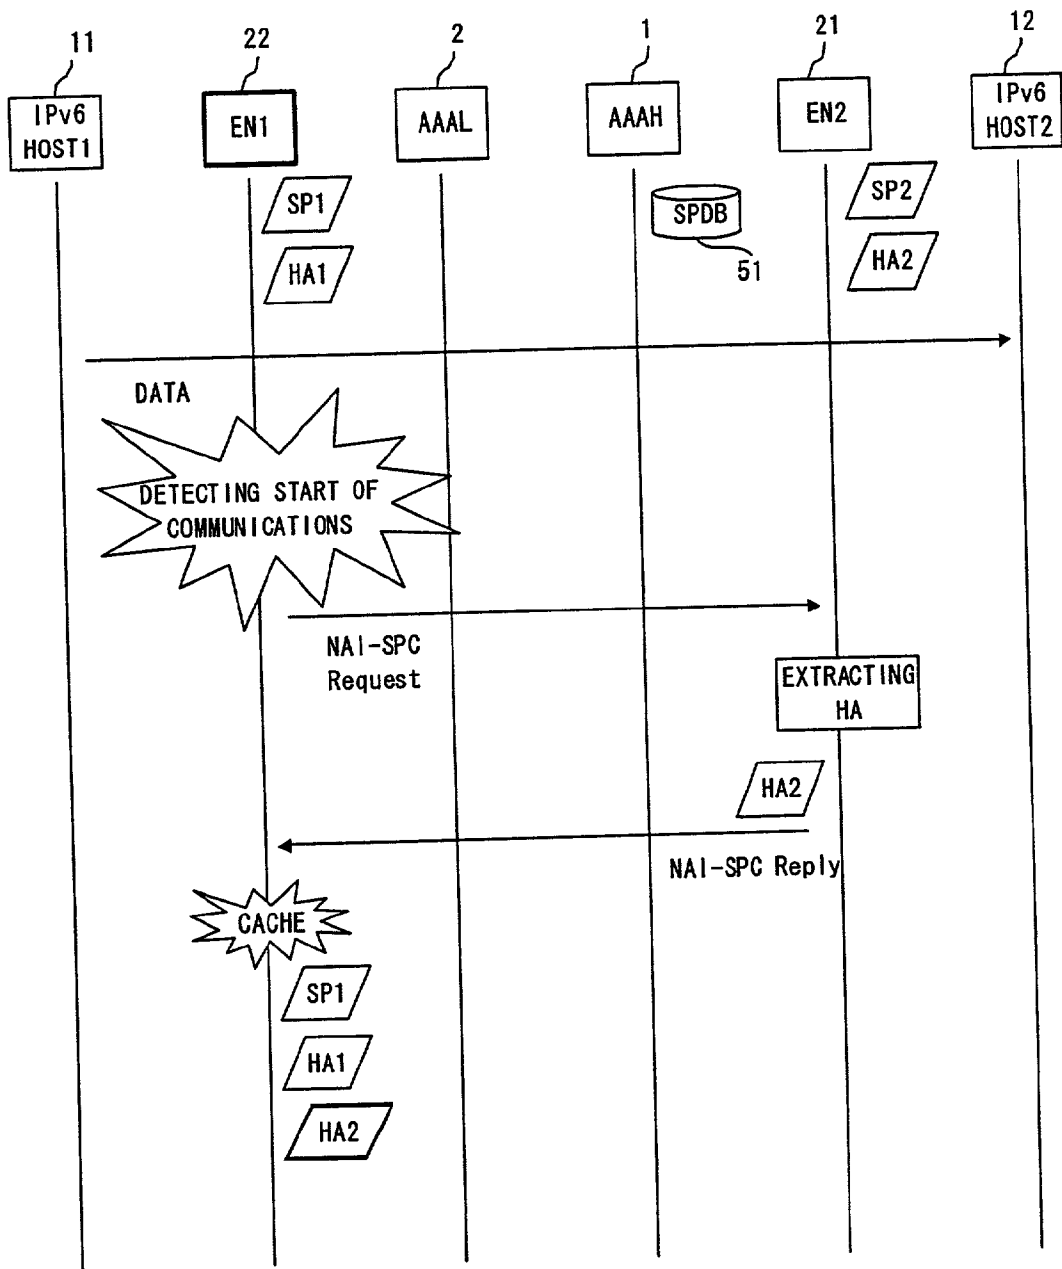 11
22
2
1
21
12
IPv6
HOST1
EN1
AAAL
AAAH
EN2
IPv6
HOST2
SP1
SPDB
SP2
HA1
51
HA2
DATA
DETECTING START OF
COMMUNICATIONS
NAI-SPC
Request
EXTRACTING
HA
HA2
NAI-SPC Reply
CACHE
SP1
HA1
HA2